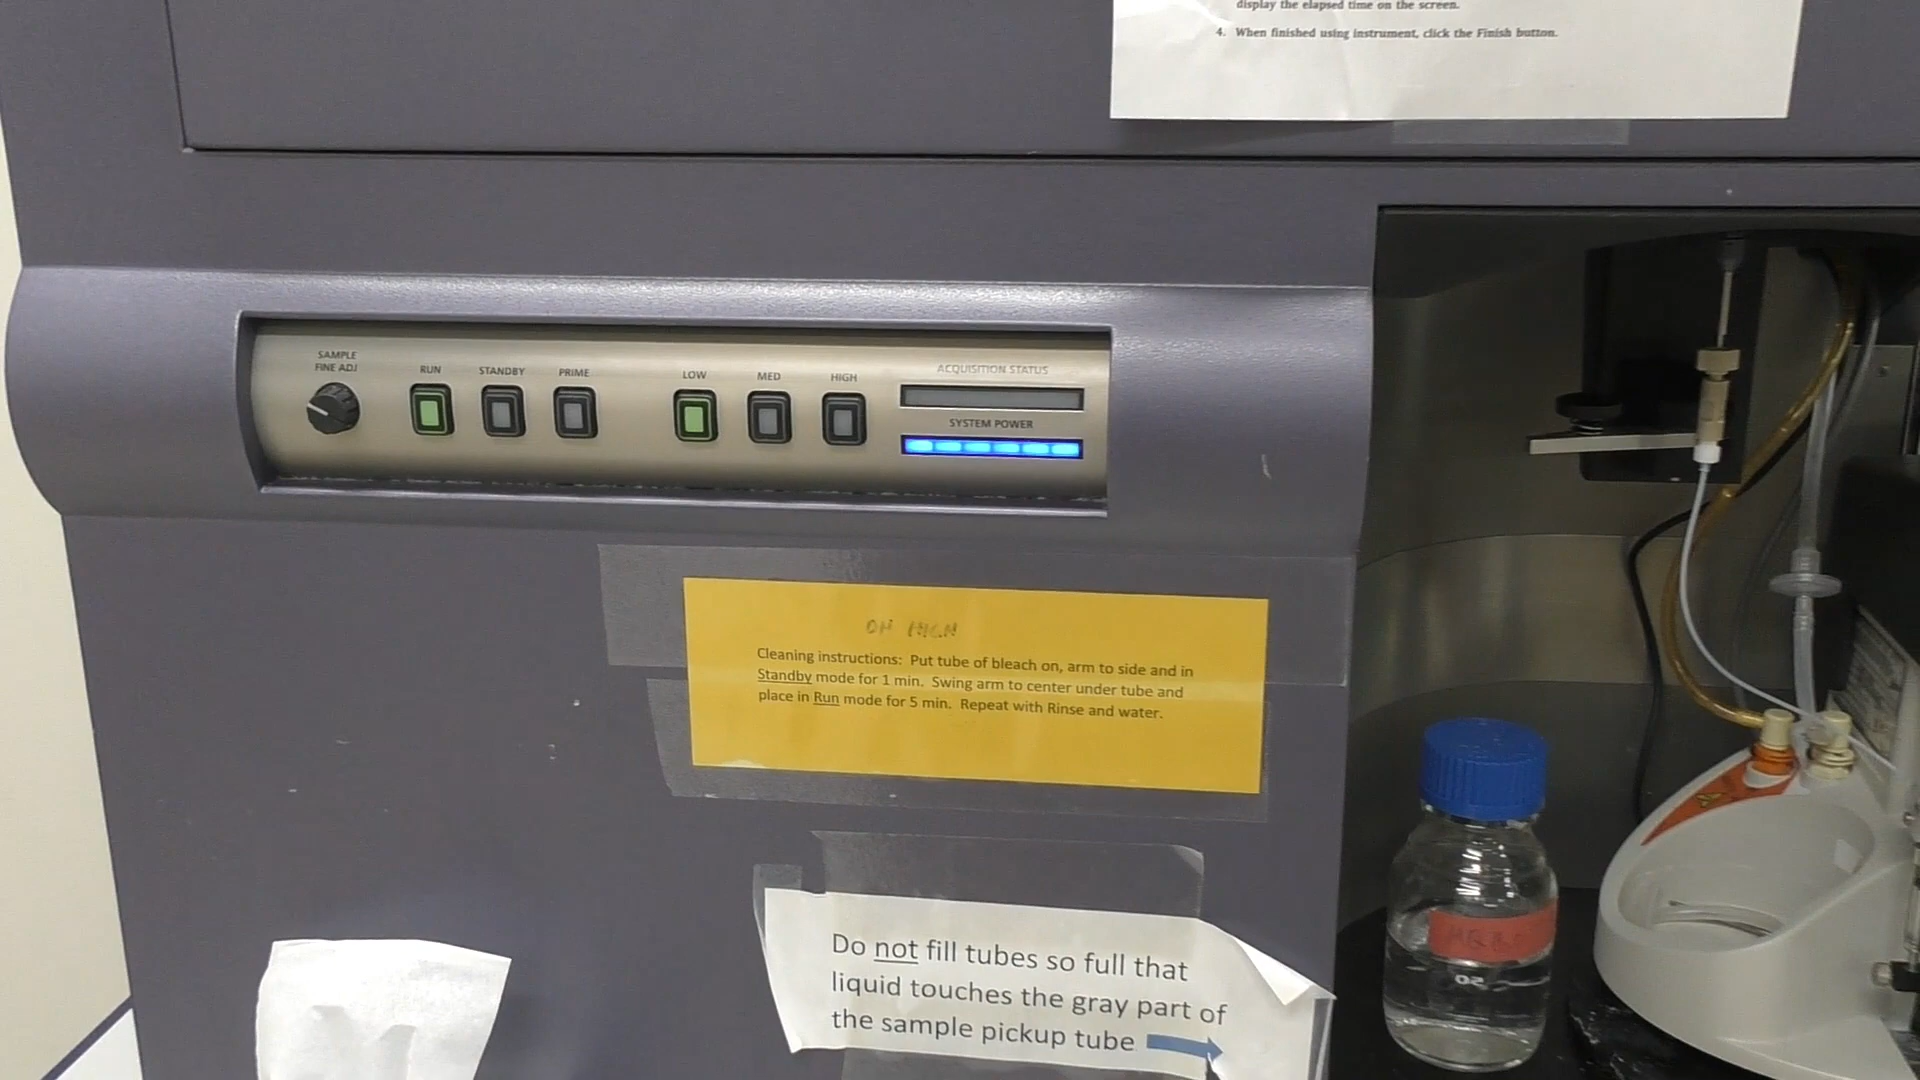 display the elapsed time on the screen.
4. When finished using instrument, click the Finish button.
SAMPLE
FINE ADJ
RUN
STANDBY
PRIME
LOW
MED
HIGH
ACQUISITION STATUS
SYSTEM POWER
ON HIGH
Cleaning instructions: Put tube of bleach on, arm to side and in
Standby mode for 1 min. Swing arm to center under tube and
place in Run mode for 5 min. Repeat with Rinse and water.
Do not fill tubes so full that
liquid touches the gray part of
the sample pickup tube
50